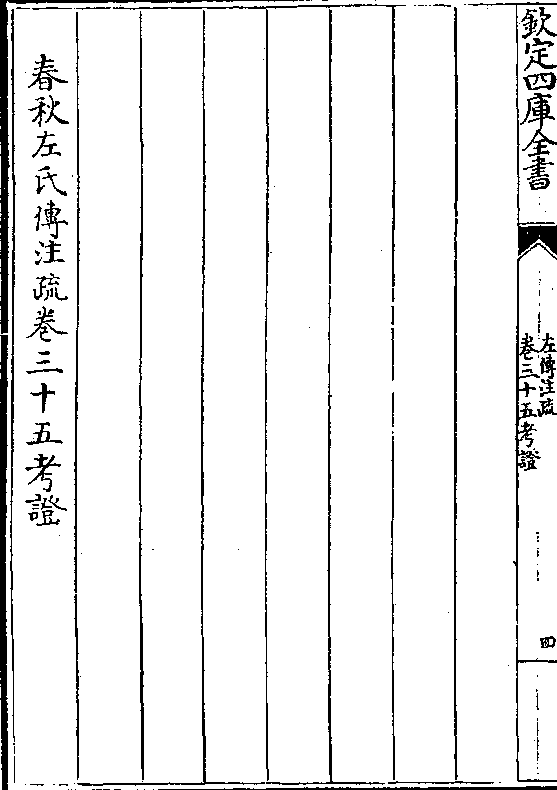 欽定四庫全書
左傳注疏
卷三十五考證
四
春秋左氏傳注疏卷三十五考證